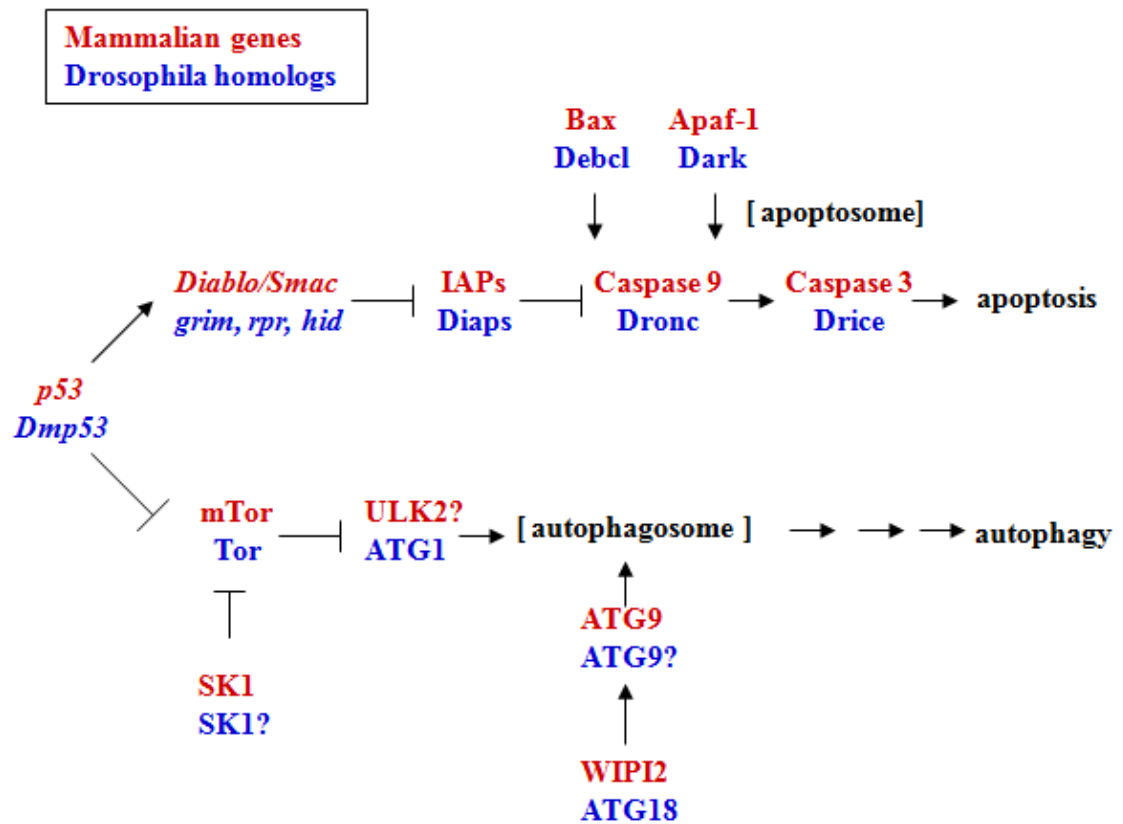 Mammalian genes
Drosophila homologs
Bax
Debcl
Apaf-1
Dark
[ apoptosome]
Diablo/Smac
grim, rpr, hid
IAPs
Diaps
Caspase 9
Dronc
Caspase 3
Drice
apoptosis
p53
Dmp53
mTor
Tor
ULK2?
ATG1
[ autophagosome ]
autophagy
ATG9
ATG9?
SK1
SK1?
WIPI2
ATG18